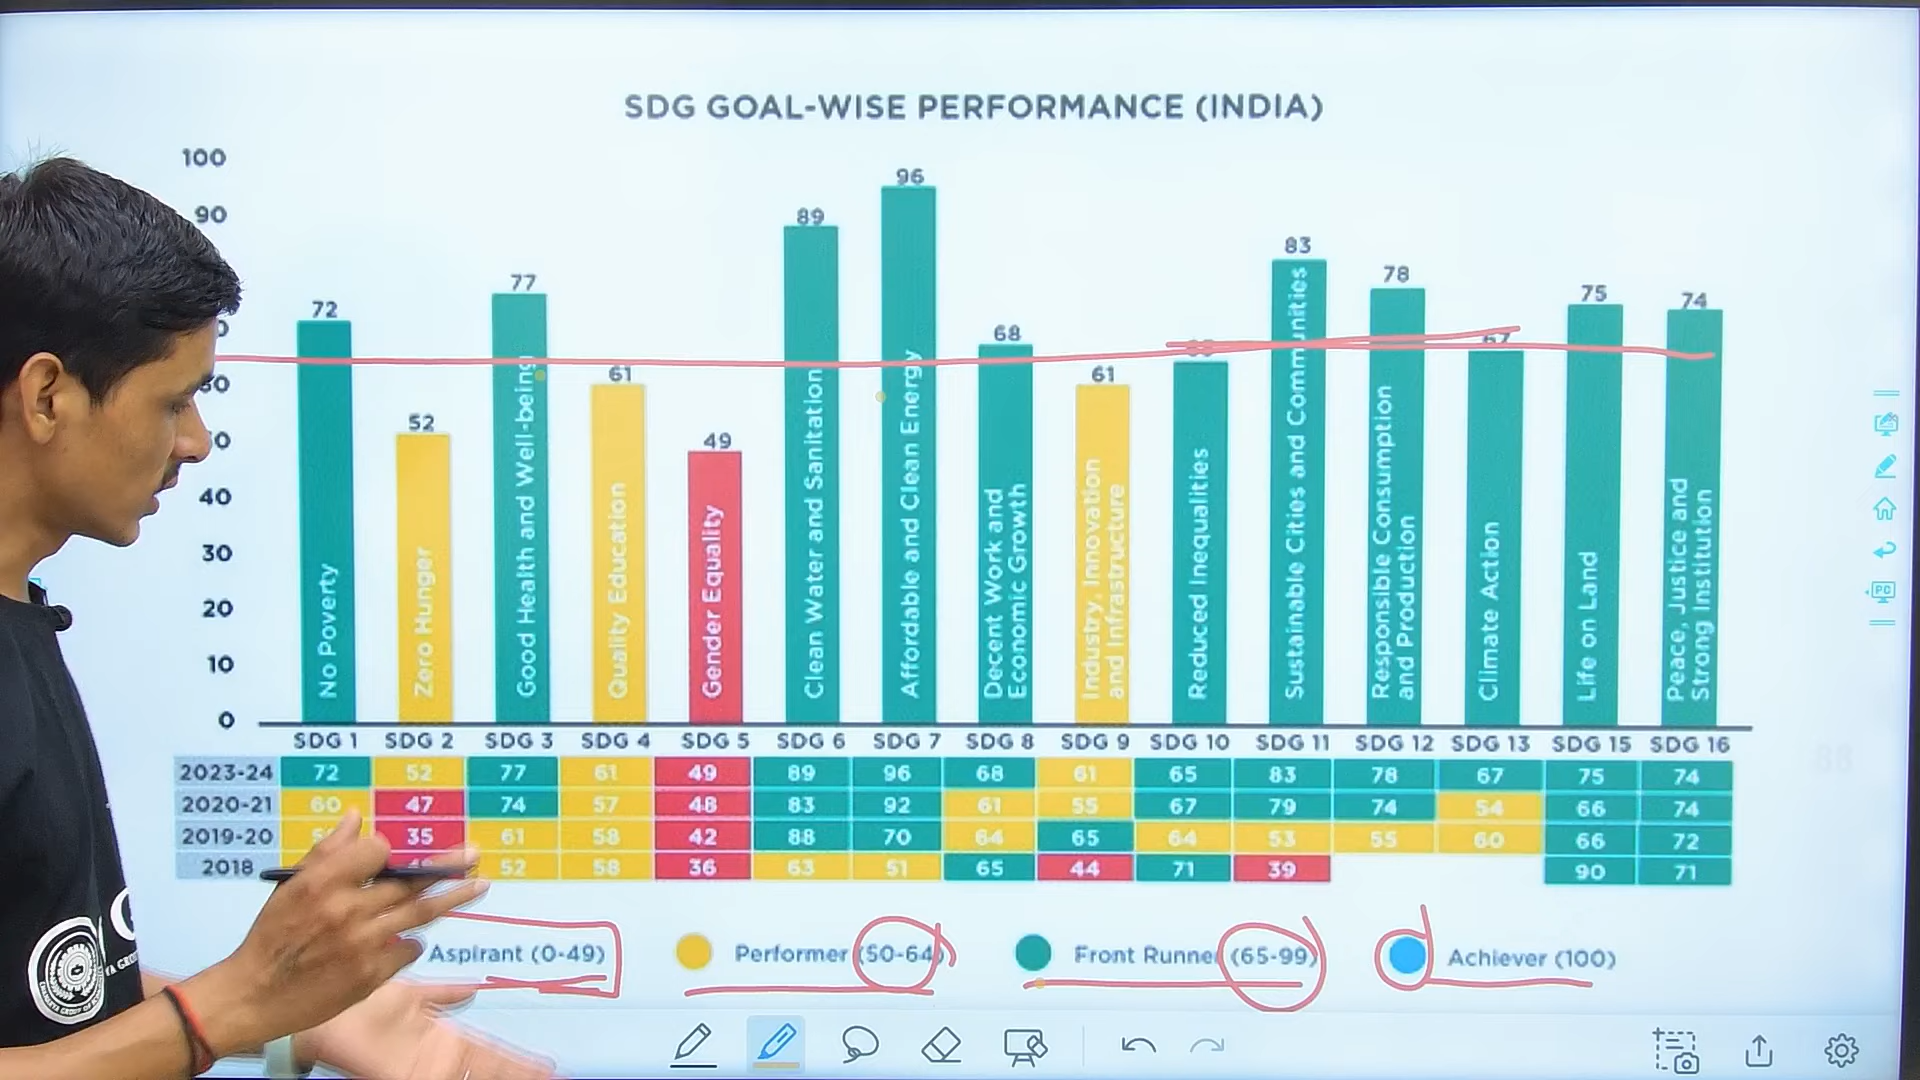 SDG GOAL-WISE PERFORMANCE (INDIA)
100
90
40
30
20
10
0
72
52
77
61
49
89
96
68
61
83
78
67
75
74
No Poverty
Zero Hunger
Good Health and Well-being
Quality Education
Gender Equality
Clean Water and Sanitation
Affordable and Clean Energy
Decent Work and
Economic Growth
Industry, Innovation
and Infrastructure
Reduced Inequalities
Sustainable Cities and Communities
Responsible Consumption
and Production
Climate Action
Life on Land
Peace, Justice and
Strong Institution
SDG 1 SDG 2 SDG 3 SDG 4 SDG 5 SDG 6 SDG 7 SDG 8 SDG 9 SDG 10 SDG 11 SDG 12 SDG 13 SDG 15 SDG 16
2023-24 72 52 77 61 49 89 96 68 61 65 83 78 67 75 74
2020-21 60 47 74 57 48 83 92 61 55 67 79 74 54 66 74
2019-20 35 61 58 42 88 70 64 65 64 53 55 60 66 72
2018 52 58 36 63 51 65 44 71 39 90 71
Aspirant (0-49) Performer (50-64) Front Runner (65-99) Achiever (100)
PC